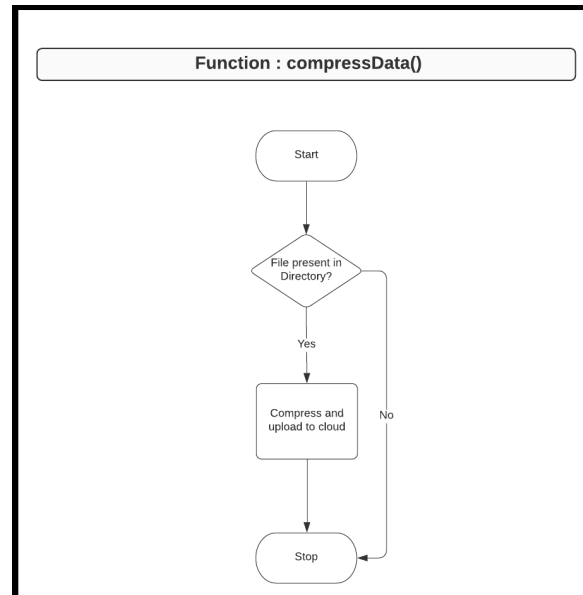 Function : compressData()
Start
File present in
Directory?
Yes
Compress and
upload to cloud
No
Stop